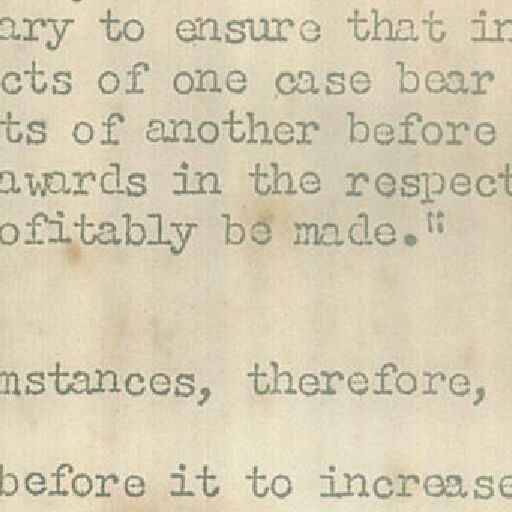 ary to ensure that in
cts of one case bear
ts of another before
awards in the respect
ofitably be made."
mstances, therefore,
before it to increase